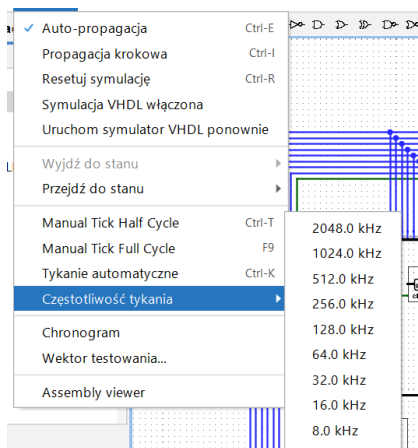 Auto-propagacja Ctrl-E
Propagacja krokowa Ctrl-I
Resetuj symulację Ctrl-R
Symulacja VHDL włączona
Uruchom symulator VHDL ponownie
Wyjdź do stanu
Przejdź do stanu
Manual Tick Half Cycle Ctrl-T
Manual Tick Full Cycle F9
Tykanie automatyczne Ctrl-K
Częstotliwość tykania
Chronogram
Wektor testowania...
Assembly viewer
2048.0 kHz
1024.0 kHz
512.0 kHz
256.0 kHz
128.0 kHz
64.0 kHz
32.0 kHz
16.0 kHz
8.0 kHz